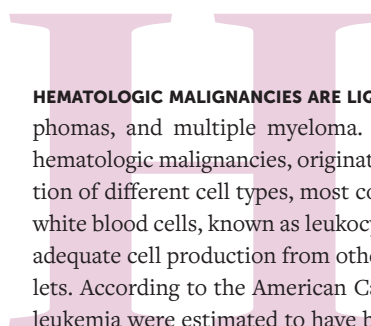 H
HEMATOLOGIC MALIGNANCIES ARE
phomas, and multiple myeloma.
hematologic malignancies,
tion of different cell types, most
white blood cells, known as
adequate cell production from
lets. According to the American
leukemia were estimated to have